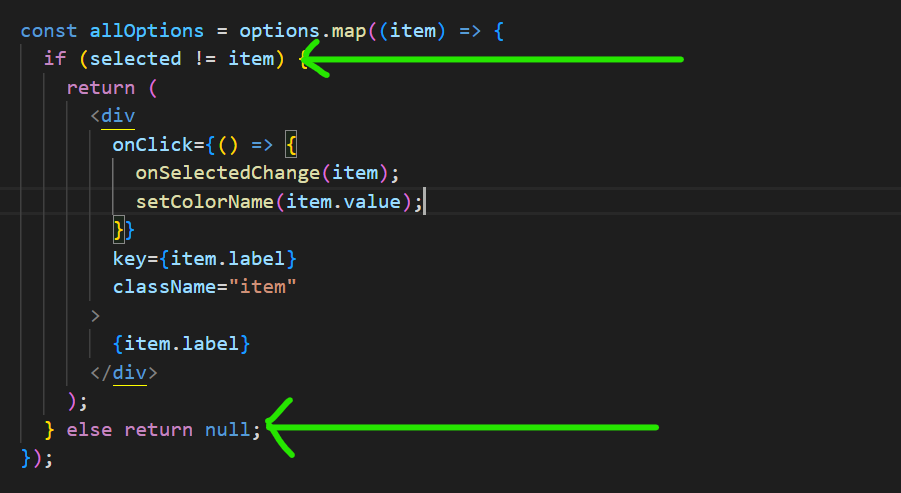 const allOptions = options.map((item) => {
if (selected != item) {
return (
<div
onClick={() => {
onSelectedChange(item);
setColorName(item.value);
}}
key={item.label}
className="item"
>
{item.label}
</div>
);
} else return null;
});